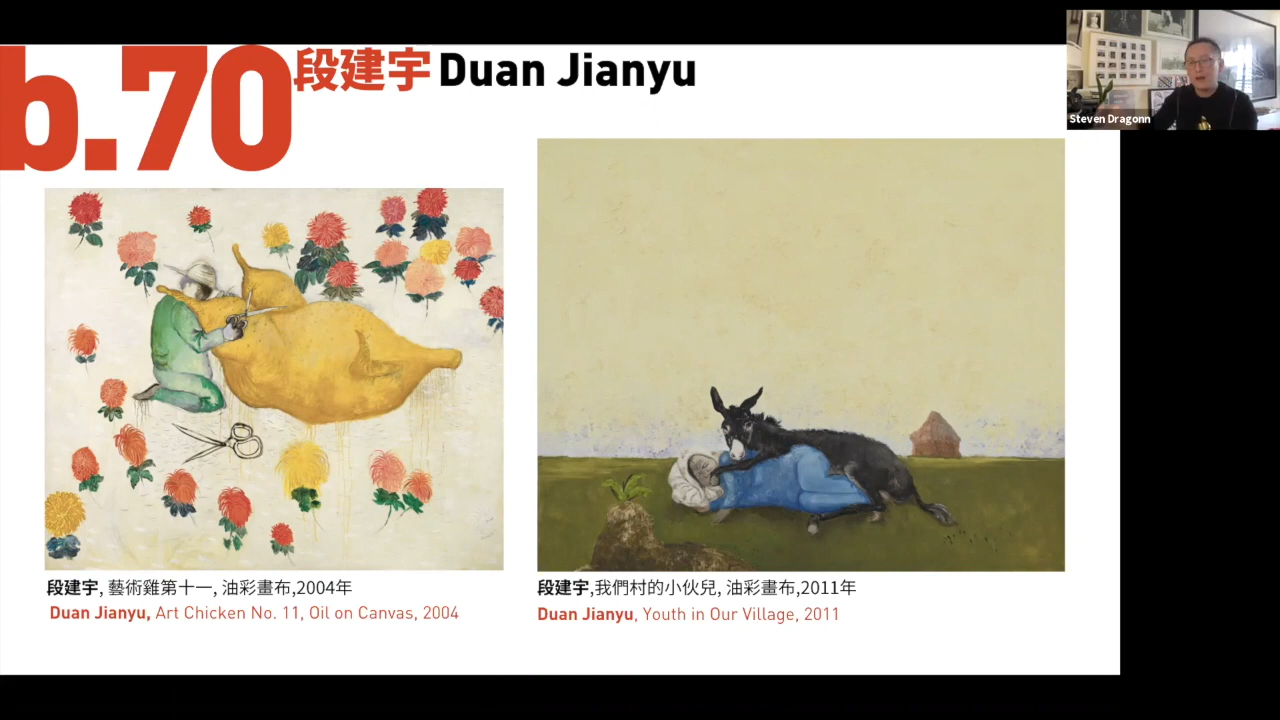 b.70
段建宇 Duan Jianyu
Steven Dragonn
段建宇, 藝術雞第十一, 油彩畫布,2004年
Duan Jianyu, Art Chicken No. 11, Oil on Canvas, 2004
段建宇,我們村的小伙兒, 油彩畫布,2011年
Duan Jianyu, Youth in Our Village, 2011